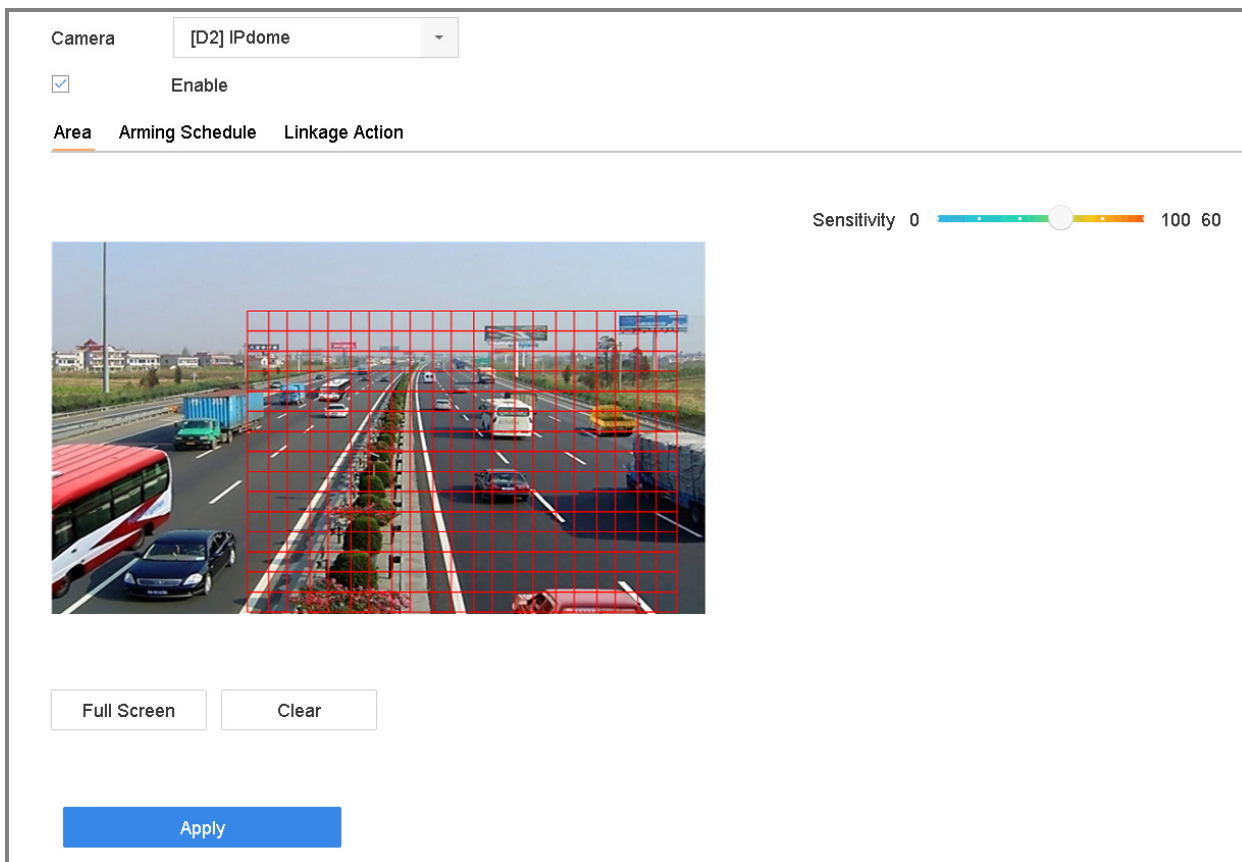 Camera [D2] IPdome
Enable
Area Arming Schedule Linkage Action
Sensitivity 0 100 60
Full Screen Clear
Apply